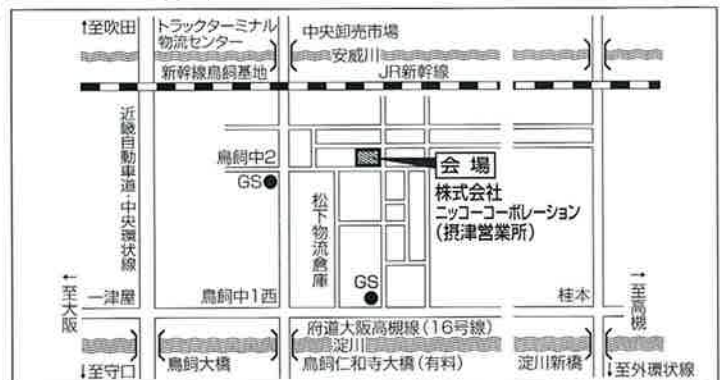 ↑至吹田
トラックターミナル
物流センター
中央卸売市場
安威川
新幹線鳥飼基地
JR新幹線
近畿自動車道・中央環状線
鳥飼中2
GS
会場
株式会社
ニッコーコーポレーション
(摂津営業所)
松下物流倉庫
GS
←至大阪
一津屋
鳥飼中1西
桂本
→至高槻
府道大阪高槻線(16号線)
淀川
↓至守口
鳥飼大橋
鳥飼仁和寺大橋(有料)
淀川新橋
↓至外環状線